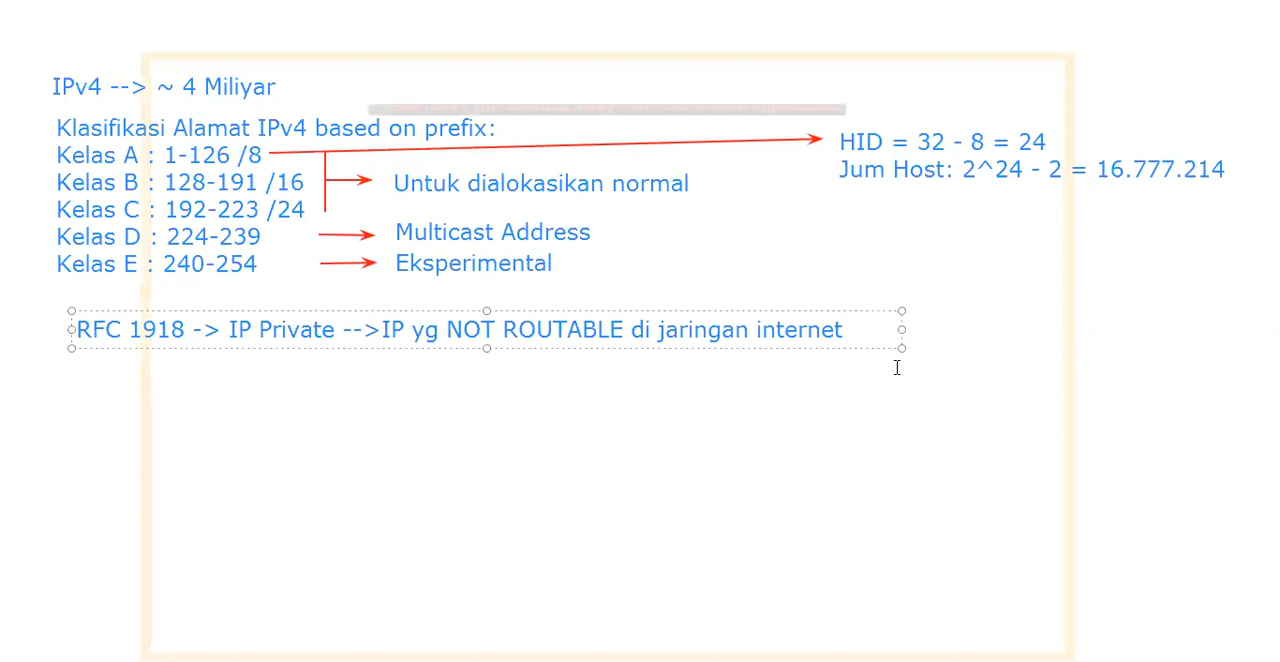 IPv4 --> ~ 4 Miliyar
Klasifikasi Alamat IPv4 based on prefix:
Kelas A : 1-126 /8
Kelas B : 128-191 /16
Kelas C : 192-223 /24
Kelas D : 224-239
Kelas E : 240-254
HID = 32 - 8 = 24
Jum Host: 2^24 - 2 = 16.777.214
Untuk dialokasikan normal
Multicast Address
Eksperimental
RFC 1918 -> IP Private -->IP yg NOT ROUTABLE di jaringan internet